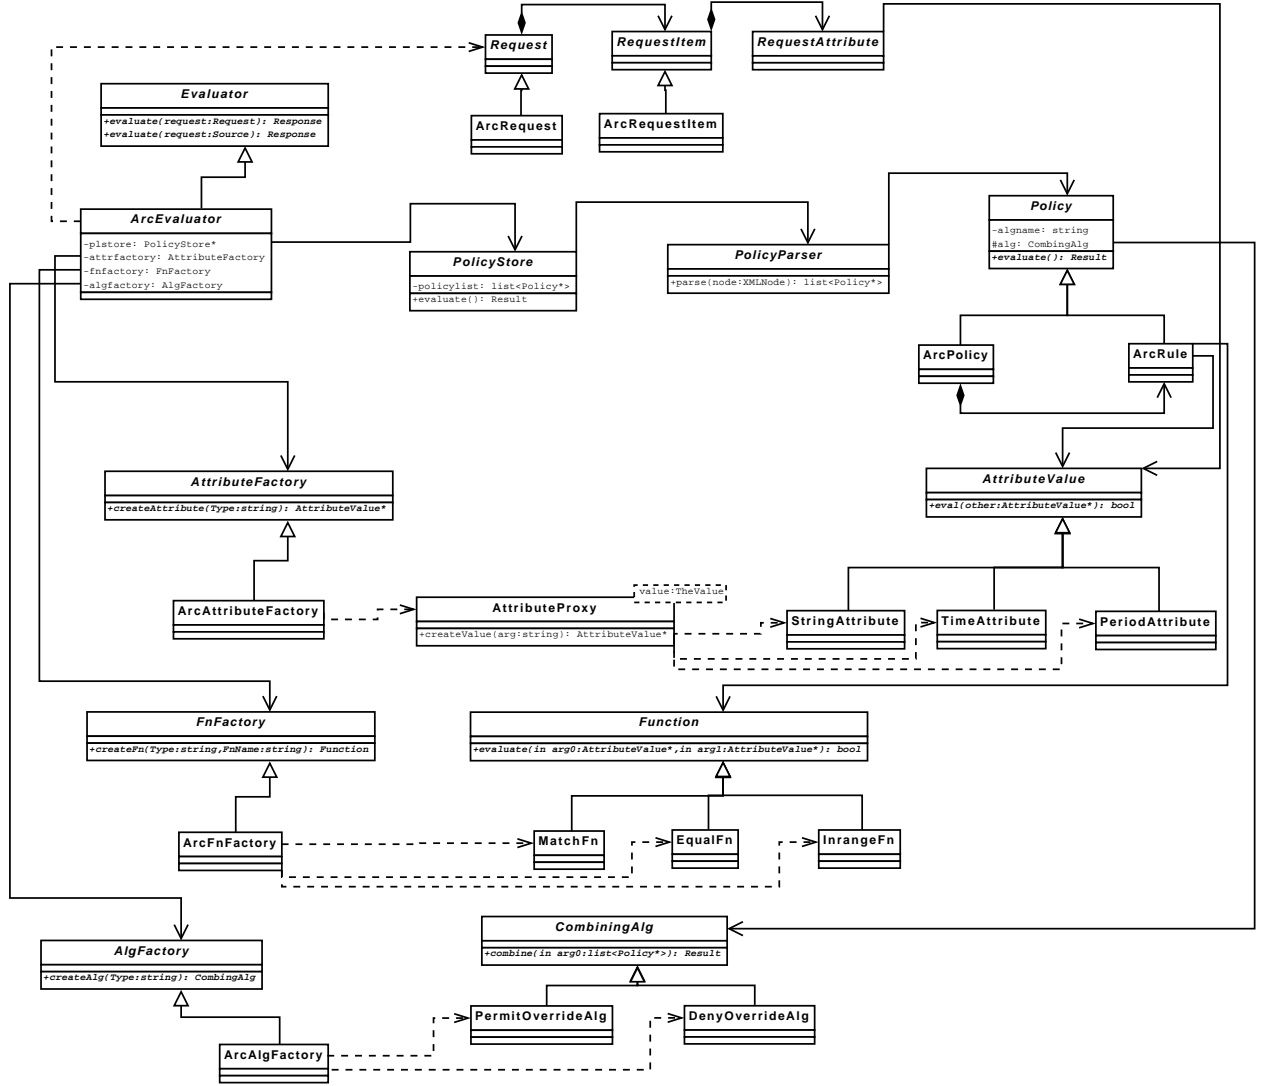 Request
RequestItem
RequestAttribute
Evaluator
+evaluate(request:Request): Response
+evaluate(request:Source): Response
ArcRequest
ArcRequestItem
ArcEvaluator
-plstore: PolicyStore*
-attrfactory: AttributeFactory
-fnfactory: FnFactory
-algfactory: AlgFactory
PolicyStore
-policylist: list<Policy*>
+evaluate(): Result
PolicyParser
+parse(node:XMLNode): list<Policy*>
Policy
-algname: string
#alg: CombingAlg
+evaluate(): Result
ArcPolicy
ArcRule
AttributeFactory
+createAttribute(Type:string): AttributeValue*
AttributeValue
+eval(other:AttributeValue*): bool
ArcAttributeFactory
value:TheValue
AttributeProxy
+createValue(arg:string): AttributeValue*
StringAttribute
TimeAttribute
PeriodAttribute
FnFactory
+createFn(Type:string,FnName:string): Function
Function
+evaluate(in arg0:AttributeValue*,in arg1:AttributeValue*): bool
ArcFnFactory
MatchFn
EqualFn
InrangeFn
AlgFactory
+createAlg(Type:string): CombingAlg
CombiningAlg
+combine(in arg0:list<Policy*>): Result
PermitOverrideAlg
DenyOverrideAlg
ArcAlgFactory